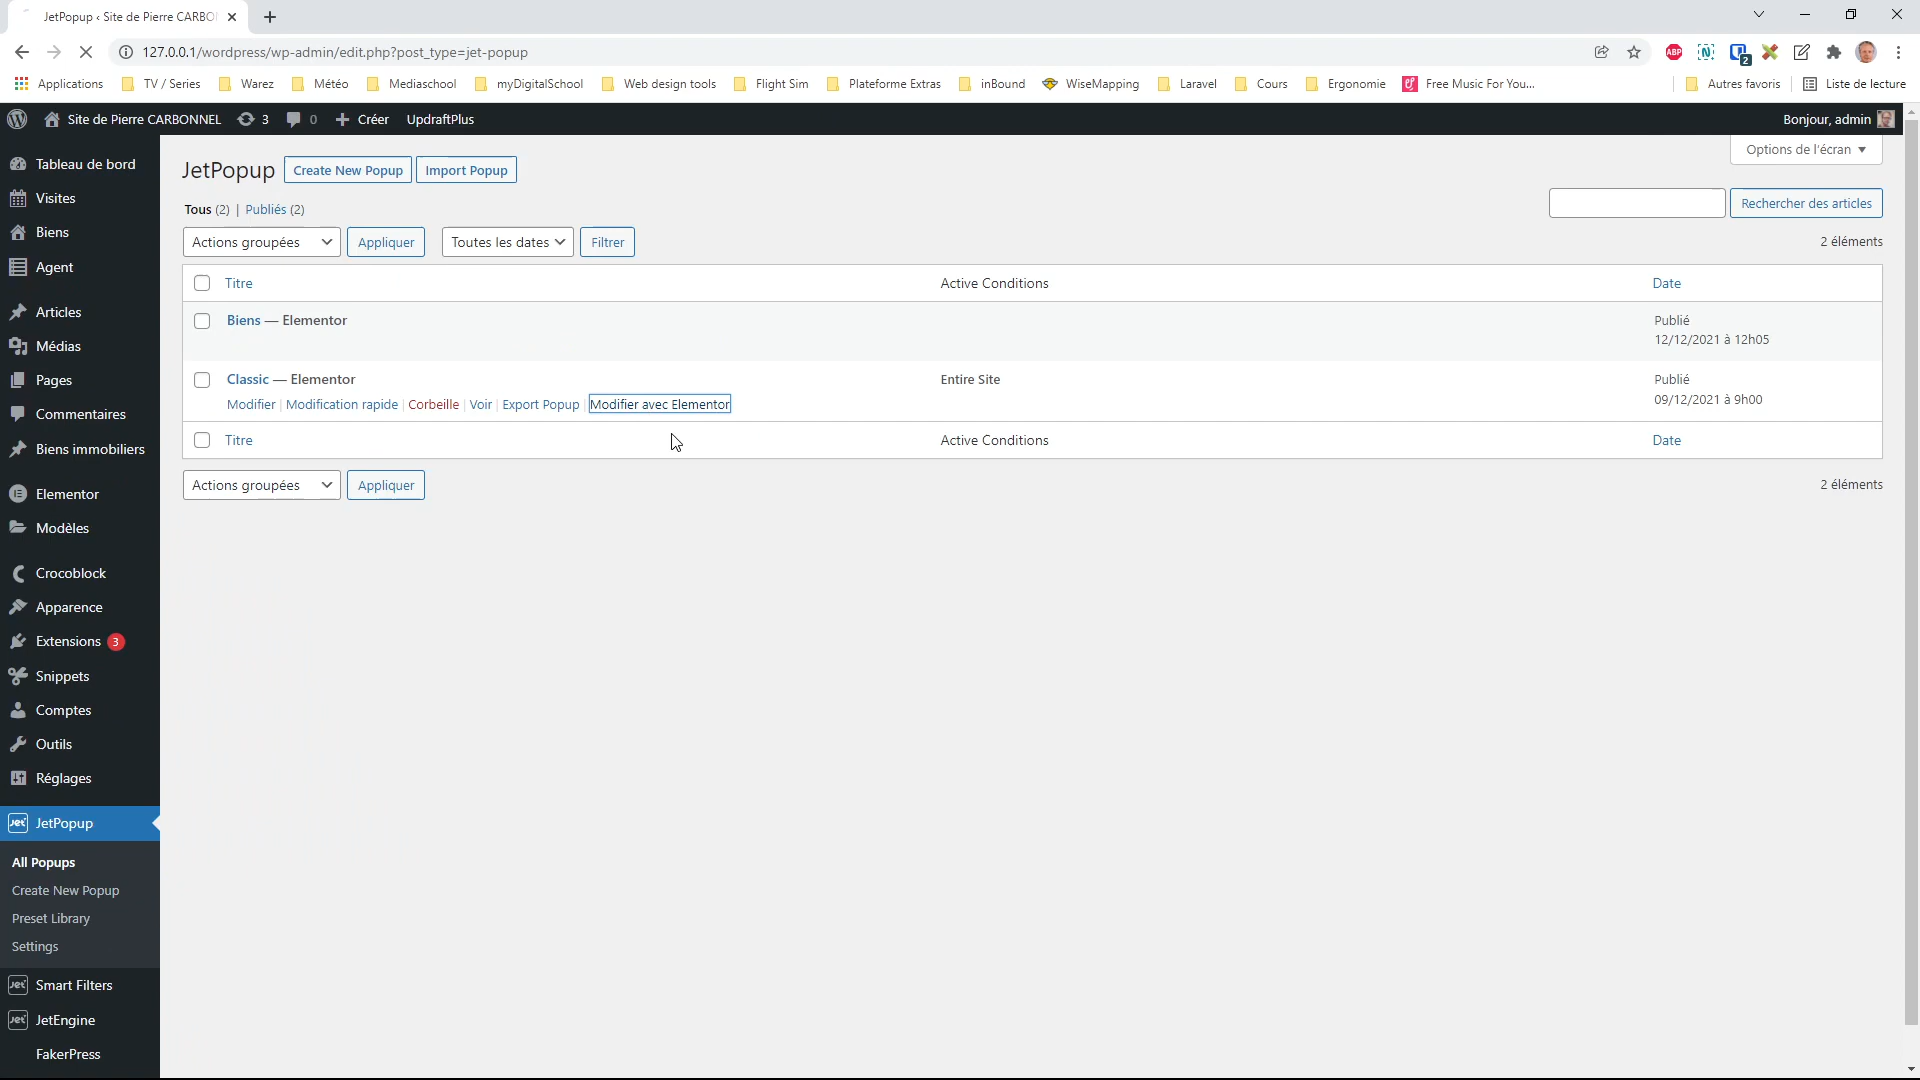 JetPopup ‹ Site de Pierre CARBO
127.0.0.1/wordpress/wp-admin/edit.php?post_type=jet-popup
ABP
N
2
Applications
TV / Series
Warez
Météo
Mediaschool
myDigitalSchool
Web design tools
Flight Sim
Plateforme Extras
inBound
WiseMapping
Laravel
Cours
Ergonomie
Free Music For You...
Autres favoris
Liste de lecture
Site de Pierre CARBONNEL
3
0
Créer
UpdraftPlus
Bonjour, admin
Tableau de bord
Visites
Biens
Agent
Articles
Médias
Pages
Commentaires
Biens immobiliers
Elementor
Modèles
Crocoblock
Apparence
Extensions 3
Snippets
Comptes
Outils
Réglages
Jet JetPopup
All Popups
Create New Popup
Preset Library
Settings
Jet Smart Filters
Jet JetEngine
FakerPress
Options de l'écran
JetPopup
Create New Popup
Import Popup
Tous (2) | Publiés (2)
Rechercher des articles
Actions groupées
Appliquer
Toutes les dates
Filtrer
2 éléments
Titre
Active Conditions
Date
Biens — Elementor
Publié
12/12/2021 à 12h05
Classic — Elementor
Entire Site
Publié
09/12/2021 à 9h00
Modifier | Modification rapide | Corbeille | Voir | Export Popup | Modifier avec Elementor
Titre
Active Conditions
Date
Actions groupées
Appliquer
2 éléments